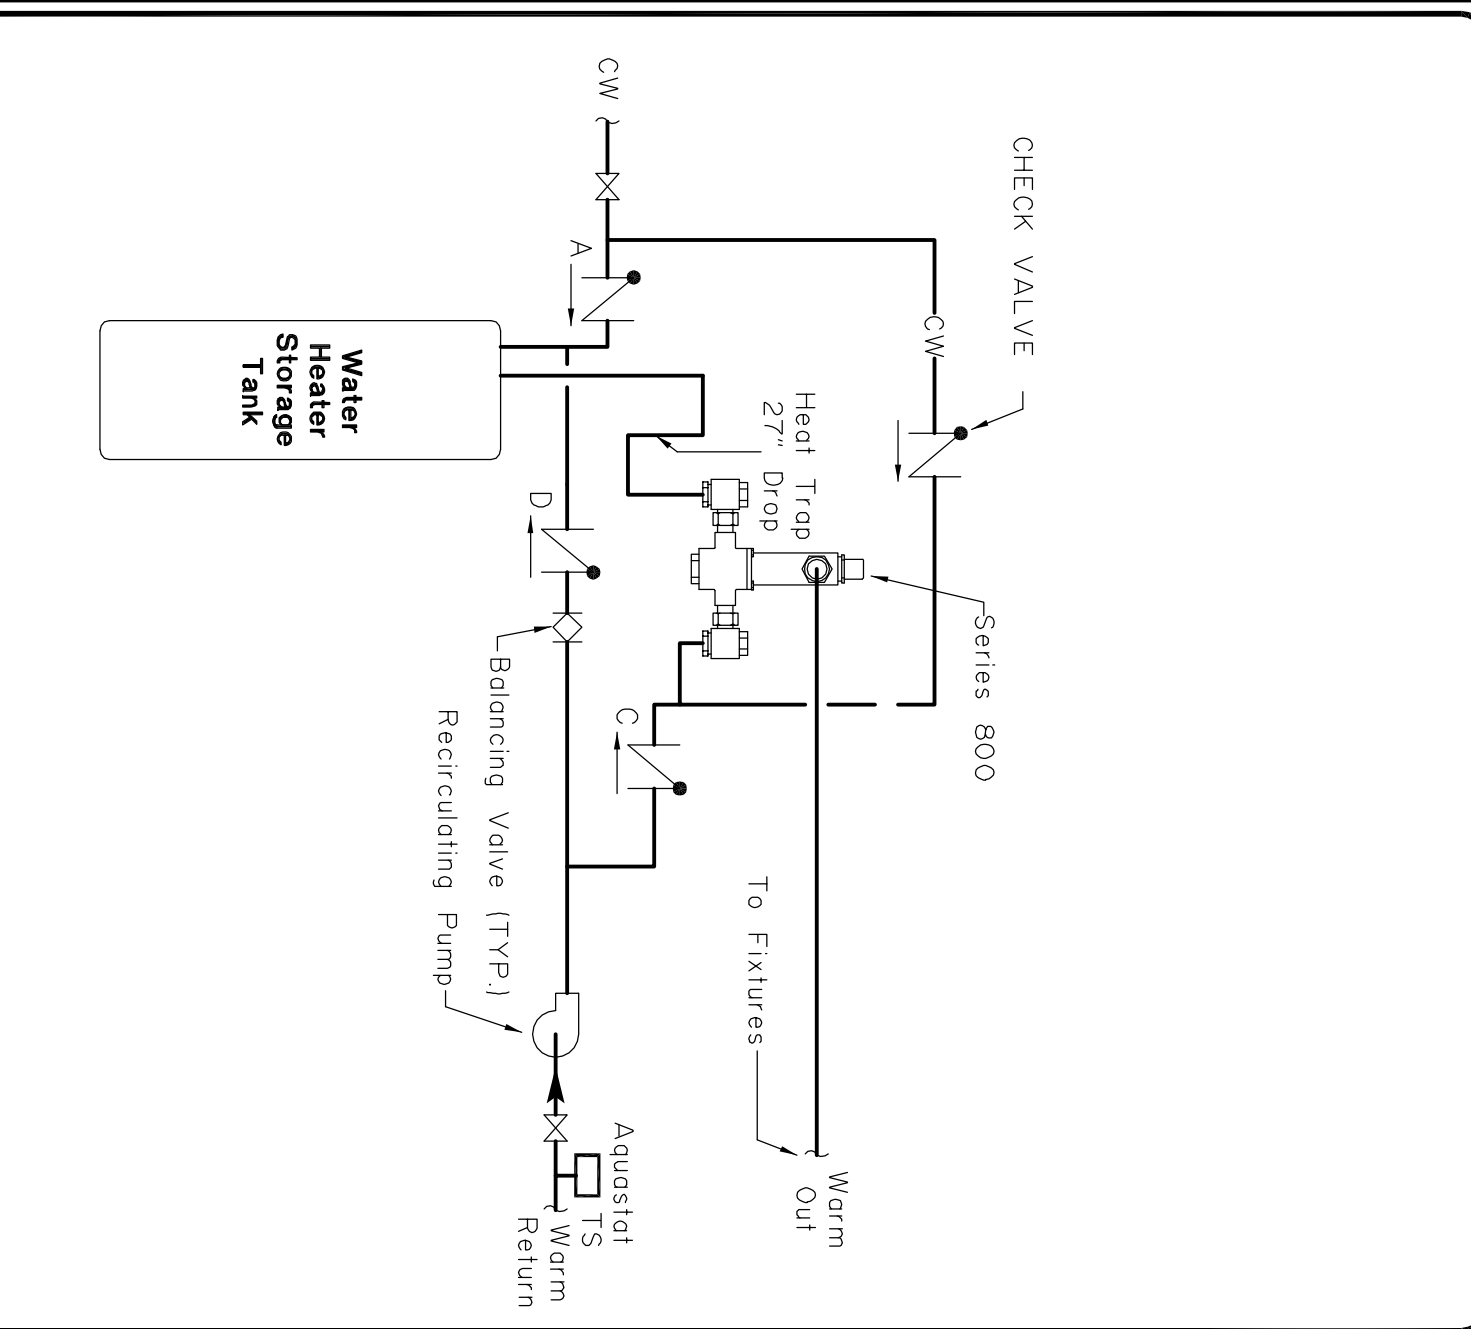 CW
CHECK VALVE
CW
A
Water
Heater
Storage
Tank
Heat Trap
27" Drop
Series 800
D
C
Balancing Valve (TYP.)
Recirculating Pump
To Fixtures
Warm
Out
Aquastat
TS
Warm
Return